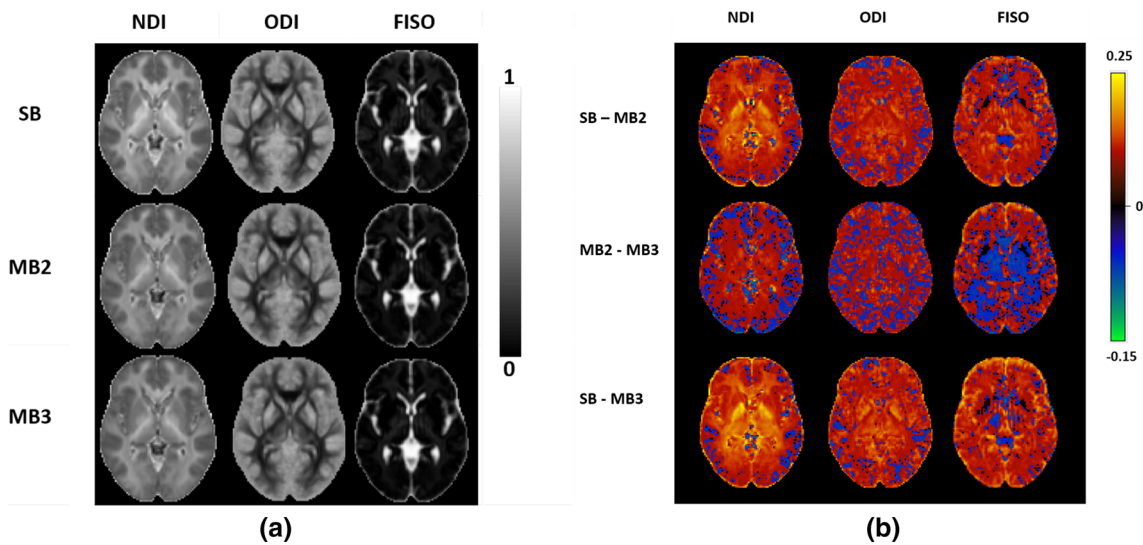 NDI ODI FISO
SB
MB2
MB3
1
0
(a)
NDI ODI FISO
SB – MB2
MB2 - MB3
SB - MB3
0.25
0
-0.15
(b)